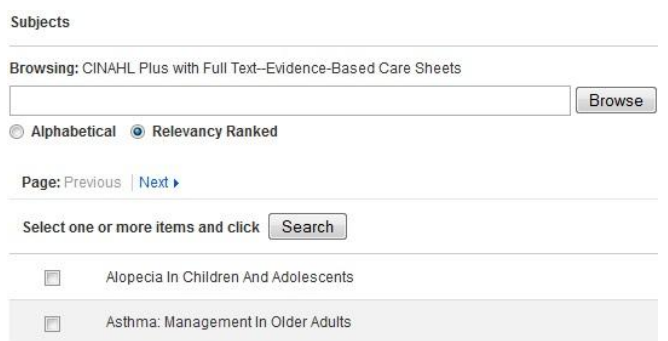 Subjects
Browsing: CINAHL Plus with Full Text--Evidence-Based Care Sheets
Browse
Alphabetical Relevancy Ranked
Page: Previous | Next
Select one or more items and click Search
Alopecia In Children And Adolescents
Asthma: Management In Older Adults